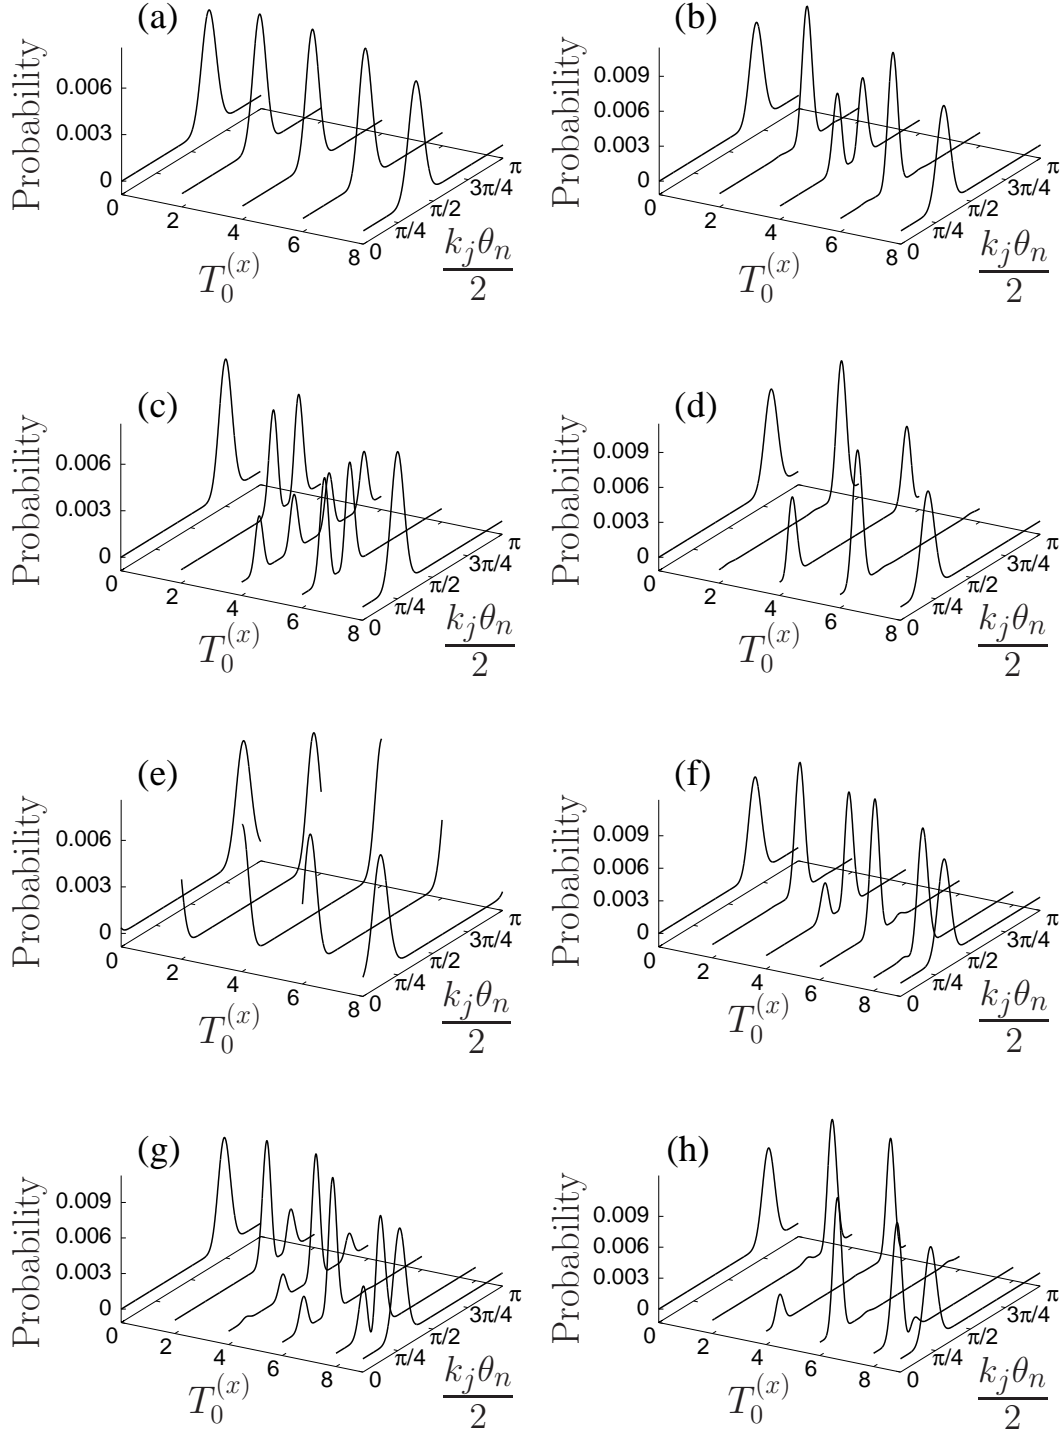 (a)
Probability
0.006
0.003
0
0
2
4
6
8
0
π/4
π/2
3π/4
π
T_0^{(x)}
k_jθ_n
2
(b)
Probability
0.009
0.006
0.003
0
0
2
4
6
8
0
π/4
π/2
3π/4
π
T_0^{(x)}
k_jθ_n
2
(c)
Probability
0.006
0.003
0
0
2
4
6
8
0
π/4
π/2
3π/4
π
T_0^{(x)}
k_jθ_n
2
(d)
Probability
0.009
0.006
0.003
0
0
2
4
6
8
0
π/4
π/2
3π/4
π
T_0^{(x)}
k_jθ_n
2
(e)
Probability
0.006
0.003
0
0
2
4
6
8
0
π/4
π/2
3π/4
π
T_0^{(x)}
k_jθ_n
2
(f)
Probability
0.009
0.006
0.003
0
0
2
4
6
8
0
π/4
π/2
3π/4
π
T_0^{(x)}
k_jθ_n
2
(g)
Probability
0.009
0.006
0.003
0
0
2
4
6
8
0
π/4
π/2
3π/4
π
T_0^{(x)}
k_jθ_n
2
(h)
Probability
0.009
0.006
0.003
0
0
2
4
6
8
0
π/4
π/2
3π/4
π
T_0^{(x)}
k_jθ_n
2